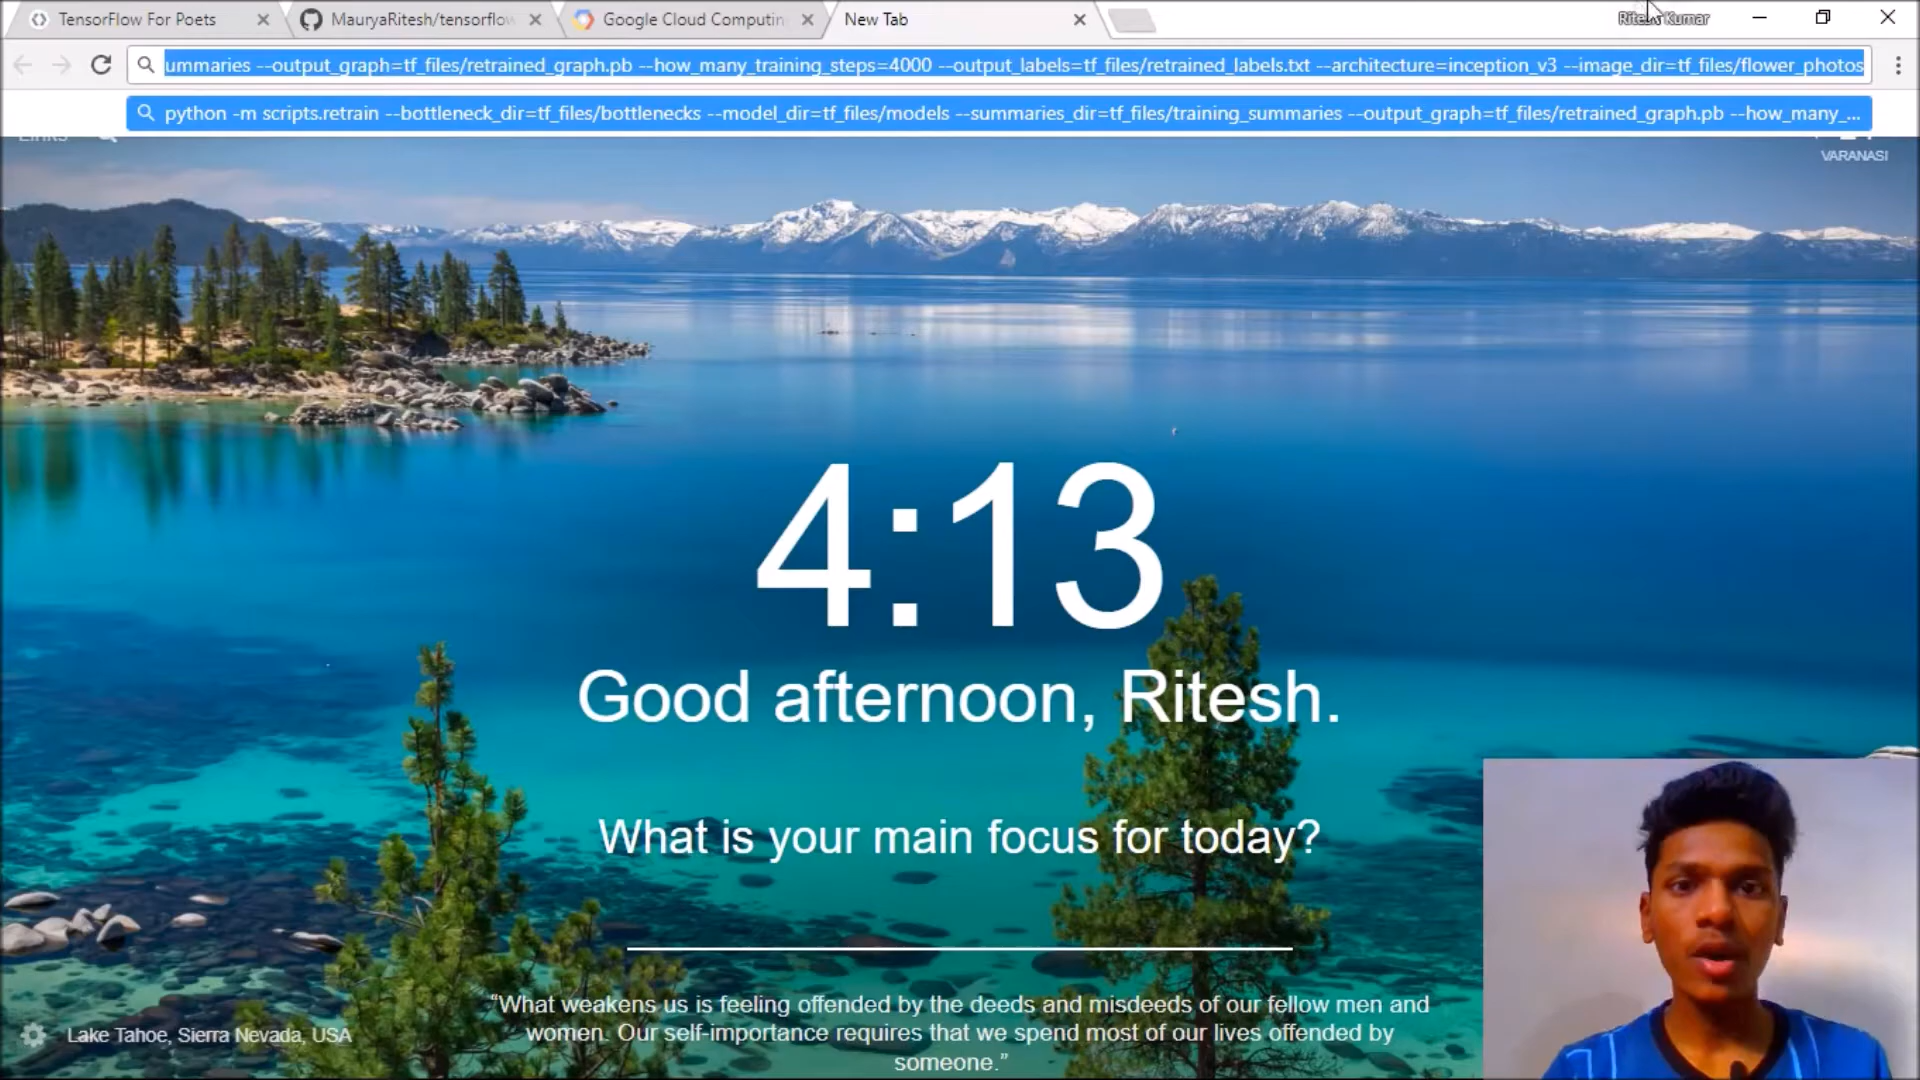 TensorFlow For Poets
MauryaRitesh/tensorflow
Google Cloud Computin
New Tab
Ritesh Kumar
ummaries --output_graph=tf_files/retrained_graph.pb --how_many_training_steps=4000 --output_labels=tf_files/retrained_labels.txt --architecture=inception_v3 --image_dir=tf_files/flower_photos
python -m scripts.retrain --bottleneck_dir=tf_files/bottlenecks --model_dir=tf_files/models --summaries_dir=tf_files/training_summaries --output_graph=tf_files/retrained_graph.pb --how_many_...
Links
VARANASI
4:13
Good afternoon, Ritesh.
What is your main focus for today?
“What weakens us is feeling offended by the deeds and misdeeds of our fellow men and
women. Our self-importance requires that we spend most of our lives offended by
someone.”
Lake Tahoe, Sierra Nevada, USA